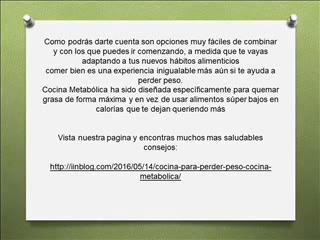 Como podrás darte cuenta son opciones muy fáciles de combinar
y con los que puedes ir comenzando, a medida que te vayas
adaptando a tus nuevos hábitos alimenticios
comer bien es una experiencia inigualable más aún si te ayuda a
perder peso.
Cocina Metabólica ha sido diseñada específicamente para quemar
grasa de forma máxima y en vez de usar alimentos súper bajos en
calorías que te dejan queriendo más
Vista nuestra pagina y encontras muchos mas saludables
consejos:
http://iinblog.com/2016/05/14/cocina-para-perder-peso-cocina-
metabolica/